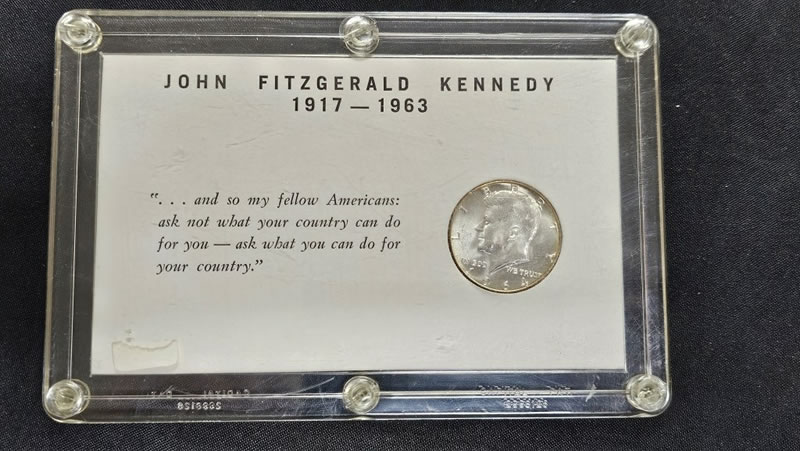 JOHN FITZGERALD KENNEDY
1917 — 1963
“. . . and so my fellow Americans:
ask not what your country can do
for you — ask what you can do for
your country.”
LIBERTY
GOD WE TRUST